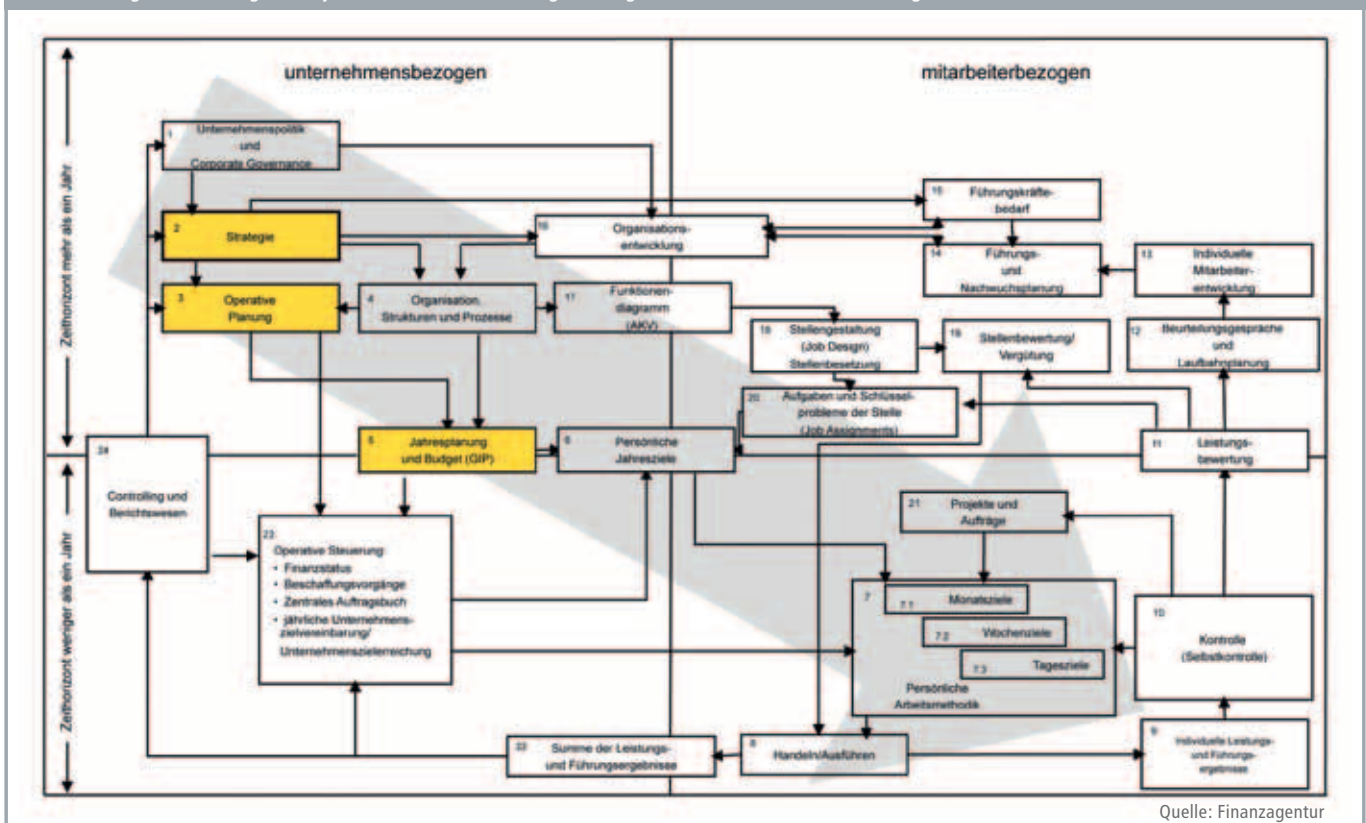 unternehmensbezogen
mitarbeiterbezogen
Zeithorizont mehr als ein Jahr
Zeithorizont weniger als ein Jahr
1
Unternehmenspolitik
und
Corporate Governance
2
Strategie
3
Operative
Planung
4
Organisation,
Strukturen und Prozesse
16
Organisations-
entwicklung
17
Funktionen-
diagramm
(AKV)
15
Führungskräfte-
bedarf
14
Führungs-
und
Nachwuchsplanung
13
Individuelle
Mitarbeiter-
entwicklung
18
Stellengestaltung
(Job Design)
Stellenbesetzung
19
Stellenbewertung/
Vergütung
12
Beurteilungsgespräche
und
Laufbahnplanung
20
Aufgaben und Schlüssel-
probleme der Stelle
(Job Assignments)
5
Jahresplanung
und Budget (GIP)
6
Persönliche
Jahresziele
11
Leistungs-
bewertung
24
Controlling und
Berichtswesen
23
Operative Steuerung:
• Finanzstatus
• Beschaffungsvorgänge
• Zentrales Auftragsbuch
• jährliche Unternehmens-
zielvereinbarung/
Unternehmenszielerreichung
21
Projekte und
Aufträge
7
7.1 Monatsziele
7.2 Wochenziele
7.3 Tagesziele
Persönliche
Arbeitsmethodik
10
Kontrolle
(Selbstkontrolle)
22
Summe der Leistungs-
und Führungsergebnisse
8
Handeln/Ausführen
9
Individuelle Leistungs-
und Führungs-
ergebnisse
Quelle: Finanzagentur